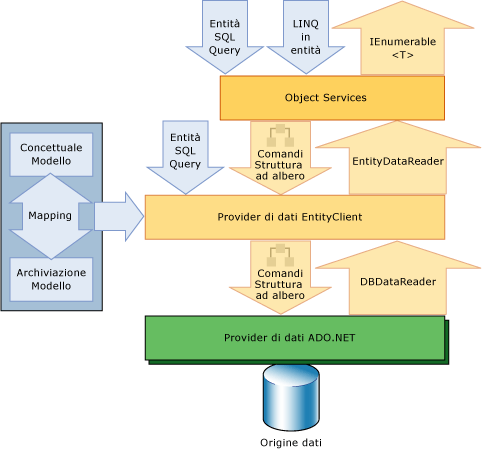 Entità
SQL
Query
LINQ
in
entità
IEnumerable
<T>
Object Services
Concettuale
Modello
Mapping
Archiviazione
Modello
Entità
SQL
Query
Comandi
Struttura
ad albero
EntityDataReader
Provider di dati EntityClient
Comandi
Struttura
ad albero
DBDataReader
Provider di dati ADO.NET
Origine dati